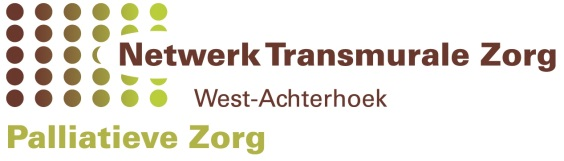 Netwerk Transmurale Zorg
West-Achterhoek
Palliatieve Zorg